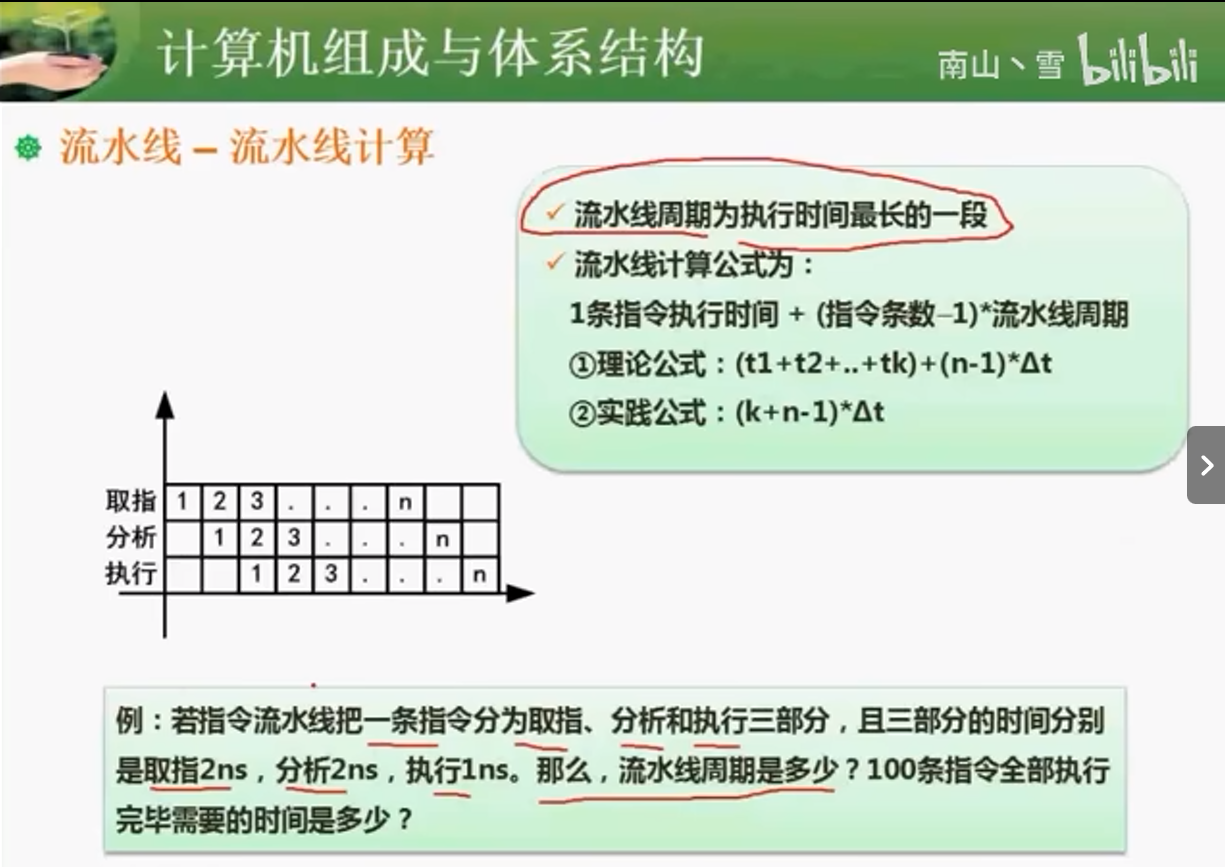 计算机组成与体系结构
南山丶雪 bilibili
流水线 – 流水线计算
✓ 流水线周期为执行时间最长的一段
✓ 流水线计算公式为：
1条指令执行时间 + (指令条数–1)*流水线周期
①理论公式：(t1+t2+..+tk)+(n-1)*Δt
②实践公式：(k+n-1)*Δt
取指 1 2 3 . . . n
分析 1 2 3 . . . n
执行 1 2 3 . . . n
例：若指令流水线把一条指令分为取指、分析和执行三部分，且三部分的时间分别
是取指2ns，分析2ns，执行1ns。那么，流水线周期是多少？100条指令全部执行
完毕需要的时间是多少？